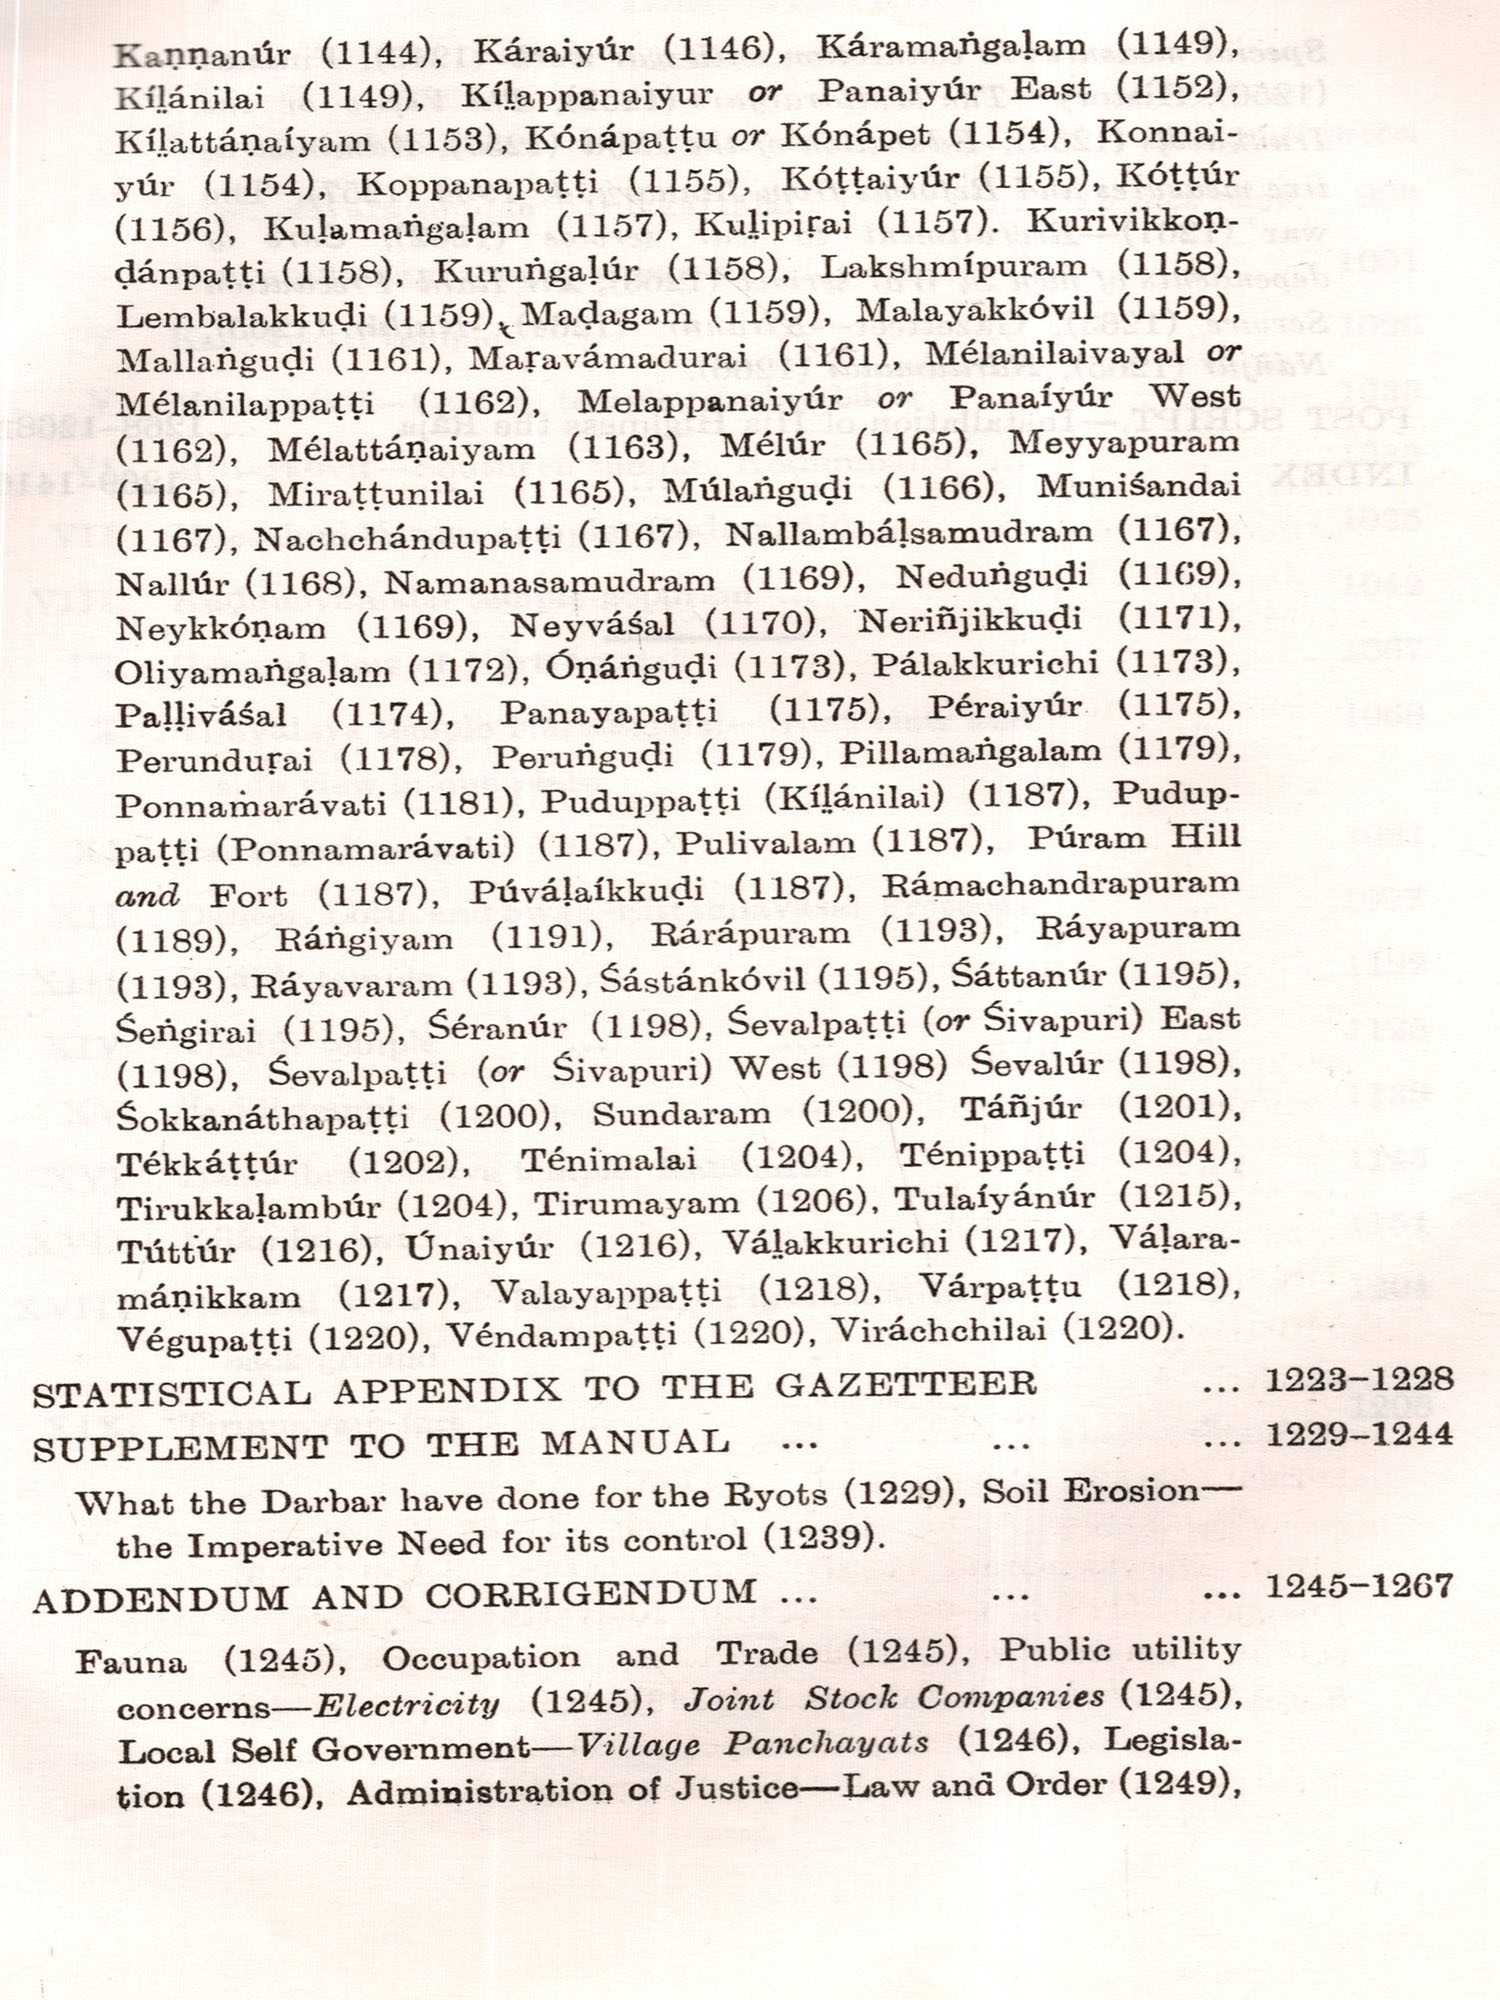 Kaṇṇanúr (1144), Káraiyúr (1146), Káramaṅgaḷam (1149),
Kíḻánilai (1149), Kíḻappanaiyur or Panaiyúr East (1152),
Kíḻattáṇaíyam (1153), Kónápaṭṭu or Kónápet (1154), Konnai-
yúr (1154), Koppanapaṭṭi (1155), Kóṭṭaiyúr (1155), Kóṭṭúr
(1156), Kuḷamaṅgaḷam (1157), Kuḻipiṛai (1157). Kurivikkoṇ-
ḍánpaṭṭi (1158), Kuruṅgaḷúr (1158), Lakshmípuram (1158),
Lembalakkuḍi (1159), Maḍagam (1159), Malayakkóvil (1159),
Mallaṅguḍi (1161), Maṛavámadurai (1161), Mélanilaivayal or
Mélanilappaṭṭi (1162), Melappanaiyúr or Panaíyúr West
(1162), Mélattáṇaiyam (1163), Mélúr (1165), Meyyapuram
(1165), Miraṭṭunilai (1165), Múlaṅguḍi (1166), Muniśandai
(1167), Nachchándupaṭṭi (1167), Nallambáḷsamudram (1167),
Nallúr (1168), Namanasamudram (1169), Neduṅguḍi (1169),
Neykkóṇam (1169), Neyváśal (1170), Neriñjikkuḍi (1171),
Oliyamaṅgaḷam (1172), Óṇáṅguḍi (1173), Pálakkurichi (1173),
Paḷḷiváśal (1174), Panayapaṭṭi (1175), Péraiyúr (1175),
Perunduṛai (1178), Peruṅguḍi (1179), Pillamaṅgalam (1179),
Ponnamarávati (1181), Puduppaṭṭi (Kíḻánilai) (1187), Pudup-
paṭṭi (Ponnamarávati) (1187), Pulivalam (1187), Púram Hill
and Fort (1187), Púváḷaíkkuḍi (1187), Rámachandrapuram
(1189), Ráṅgiyam (1191), Rárápuram (1193), Ráyapuram
(1193), Ráyavaram (1193), Śástánkóvil (1195), Śáttanúr (1195),
Śeṅgirai (1195), Śéranúr (1198), Śevalpaṭṭi (or Śivapuri) East
(1198), Śevalpaṭṭi (or Śivapuri) West (1198) Śevalúr (1198),
Śokkanáthapaṭṭi (1200), Sundaram (1200), Táñjúr (1201),
Tékkáṭṭúr (1202), Ténimalai (1204), Ténippaṭṭi (1204),
Tirukkaḷambúr (1204), Tirumayam (1206), Tulaíyánúr (1215),
Túttúr (1216), Únaiyúr (1216), Váḻakkurichi (1217), Váḷara-
máṇikkam (1217), Valayappaṭṭi (1218), Várpaṭṭu (1218),
Végupaṭṭi (1220), Véndampaṭṭi (1220), Viráchchilai (1220).
STATISTICAL APPENDIX TO THE GAZETTEER ... 1223–1228
SUPPLEMENT TO THE MANUAL ... ... ... 1229–1244
What the Darbar have done for the Ryots (1229), Soil Erosion—
the Imperative Need for its control (1239).
ADDENDUM AND CORRIGENDUM ... ... ... 1245–1267
Fauna (1245), Occupation and Trade (1245), Public utility
concerns—Electricity (1245), Joint Stock Companies (1245),
Local Self Government—Village Panchayats (1246), Legisla-
tion (1246), Administration of Justice—Law and Order (1249),